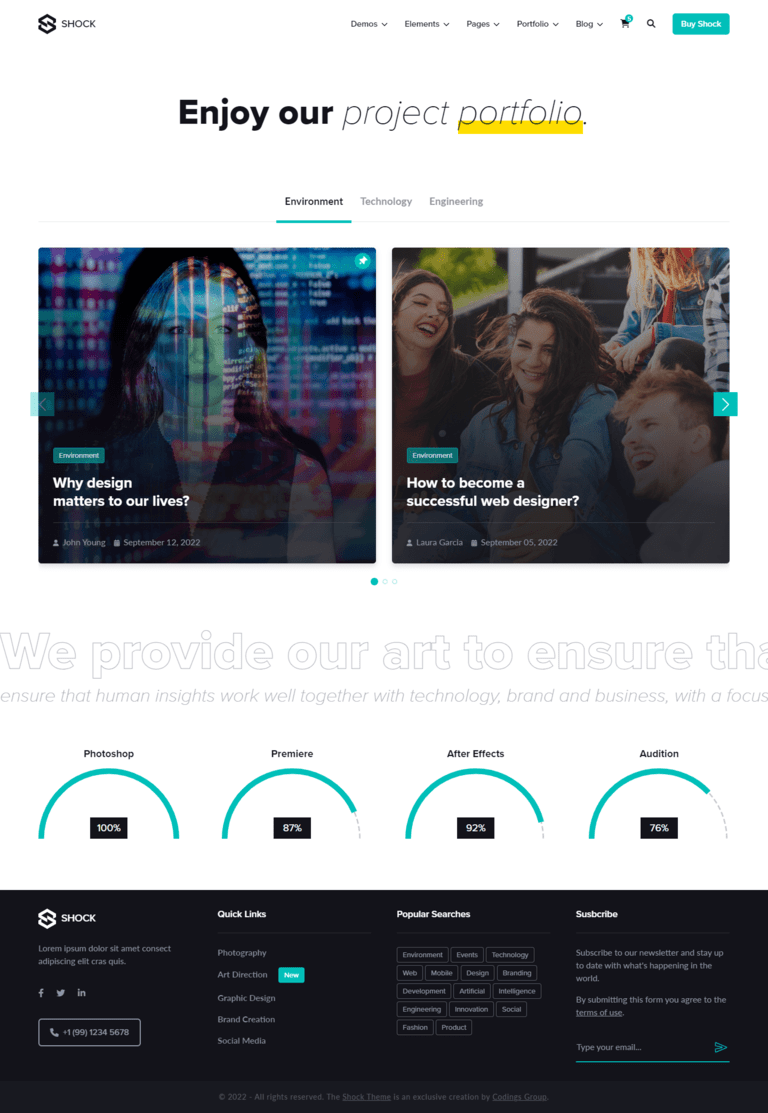 SHOCK
Demos Elements Pages Portfolio Blog 5 Buy Shock
Enjoy our project portfolio.
Environment Technology Engineering
Environment
Why design
matters to our lives?
John Young September 12, 2022
Environment
How to become a
successful web designer?
Laura Garcia September 05, 2022
We provide our art to ensure tha
ensure that human insights work well together with technology, brand and business, with a focus
Photoshop
100%
Premiere
87%
After Effects
92%
Audition
76%
SHOCK
Lorem ipsum dolor sit amet consect
adipiscing elit cras quis.
+1 (99) 1234 5678
Quick Links
Photography
Art Direction New
Graphic Design
Brand Creation
Social Media
Popular Searches
Environment Events Technology
Web Mobile Design Branding
Development Artificial Intelligence
Engineering Innovation Social
Fashion Product
Susbcribe
Subscribe to our newsletter and stay up
to date with what's happening in the
world.
By submitting this form you agree to the
terms of use.
Type your email...
© 2022 - All rights reserved. The Shock Theme is an exclusive creation by Codings Group.